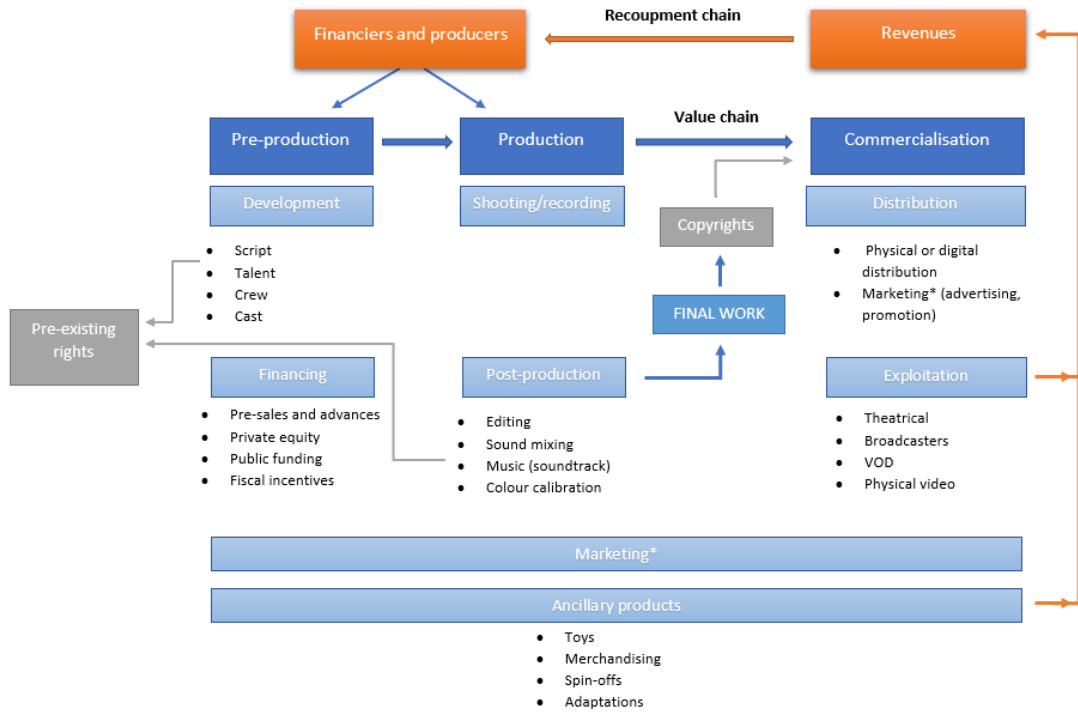 Recoupment chain
Financiers and producers
Revenues
Value chain
Pre-production
Production
Commercialisation
Development
Shooting/recording
Distribution
Copyrights
● Script
● Talent
● Crew
● Cast
● Physical or digital
distribution
● Marketing* (advertising,
promotion)
FINAL WORK
Pre-existing
rights
Financing
Post-production
Exploitation
● Pre-sales and advances
● Private equity
● Public funding
● Fiscal incentives
● Editing
● Sound mixing
● Music (soundtrack)
● Colour calibration
● Theatrical
● Broadcasters
● VOD
● Physical video
Marketing*
Ancillary products
● Toys
● Merchandising
● Spin-offs
● Adaptations